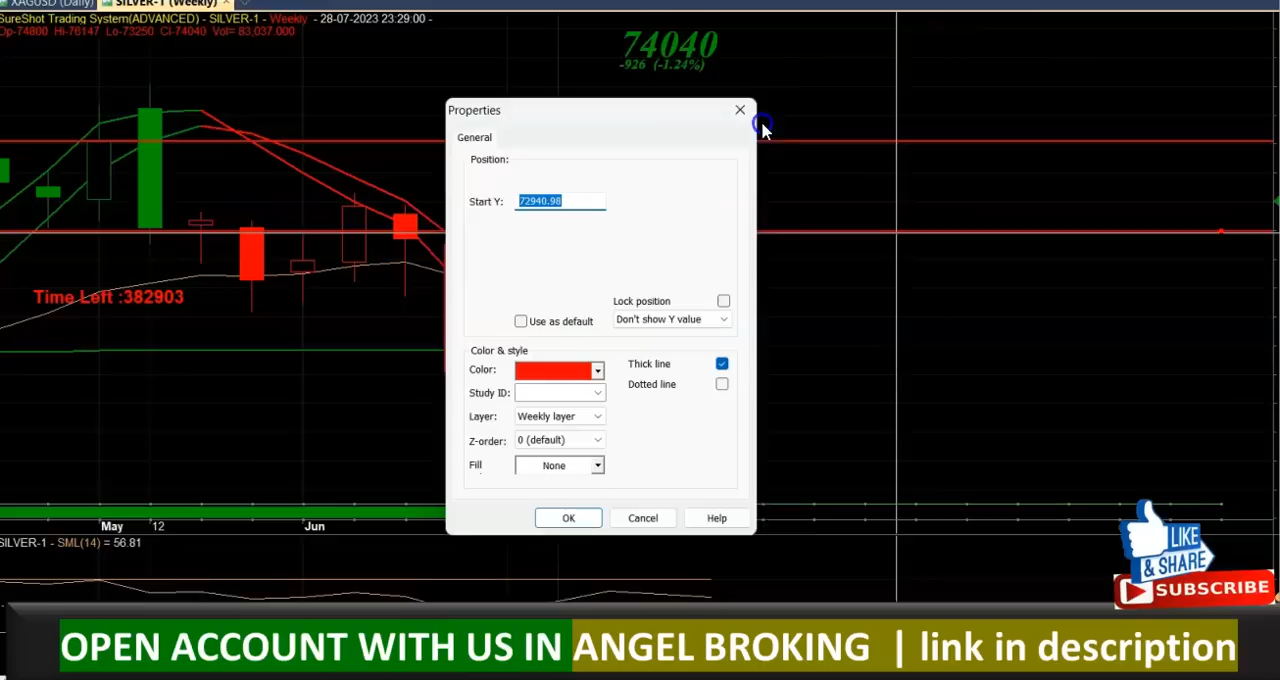 XAGUSD (Daily) SILVER-1 (Weekly)
SureShot Trading System(ADVANCED) - SILVER-1 - Weekly - 28-07-2023 23:29:00 -
Op-74800 Hi-76147 Lo-73250 Cl-74040 Vol= 83,037.000
74040
-926 (-1.24%)
Properties
General
Position:
Start Y: 72940.98
Time Left :382903
Lock position
Use as default Don't show Y value
Color & style
Color:
Thick line
Dotted line
Study ID:
Layer: Weekly layer
Z-order: 0 (default)
Fill None
OK Cancel Help
May '12 Jun
SILVER-1 - SML(14) = 56.81
LIKE
& SHARE
SUBSCRIBE
OPEN ACCOUNT WITH US IN ANGEL BROKING | link in description